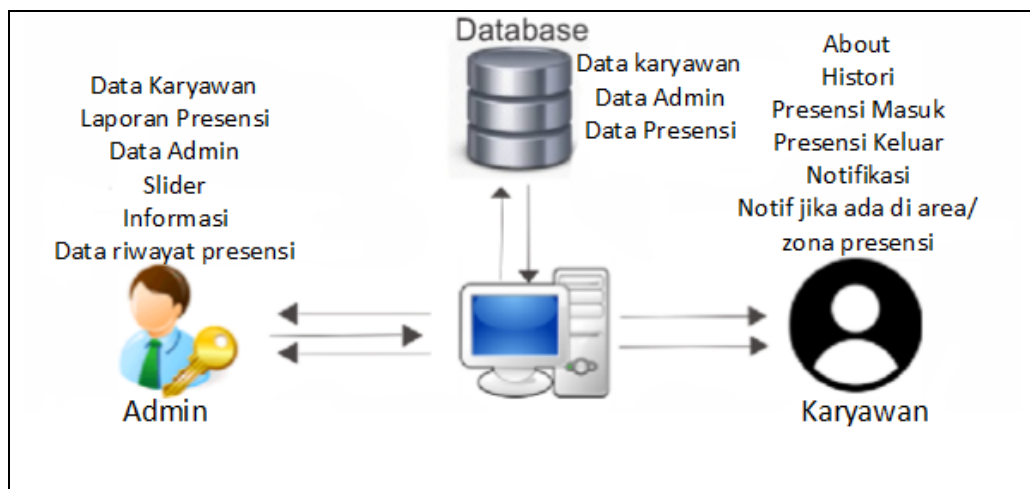 Database
Data karyawan
Data Admin
Data Presensi
Data Karyawan
Laporan Presensi
Data Admin
Slider
Informasi
Data riwayat presensi
Admin
About
Histori
Presensi Masuk
Presensi Keluar
Notifikasi
Notif jika ada di area/
zona presensi
Karyawan